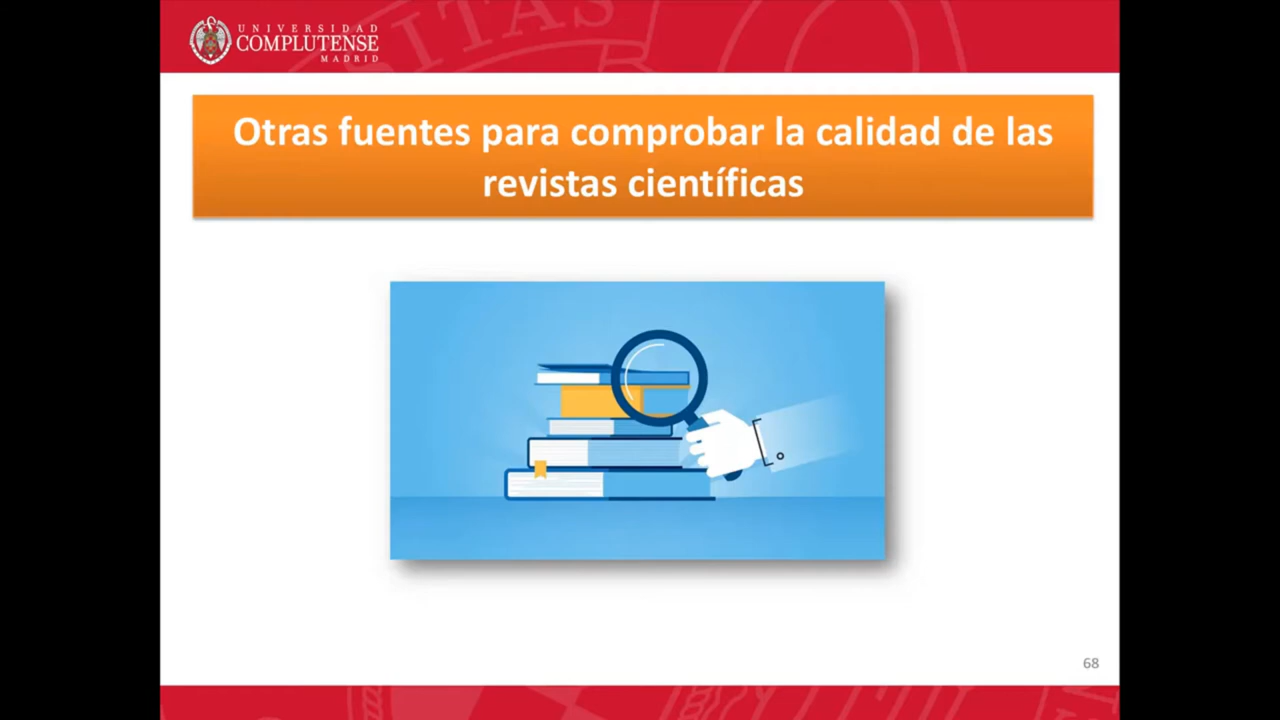 UNIVERSIDAD
COMPLUTENSE
MADRID
Otras fuentes para comprobar la calidad de las
revistas científicas
68